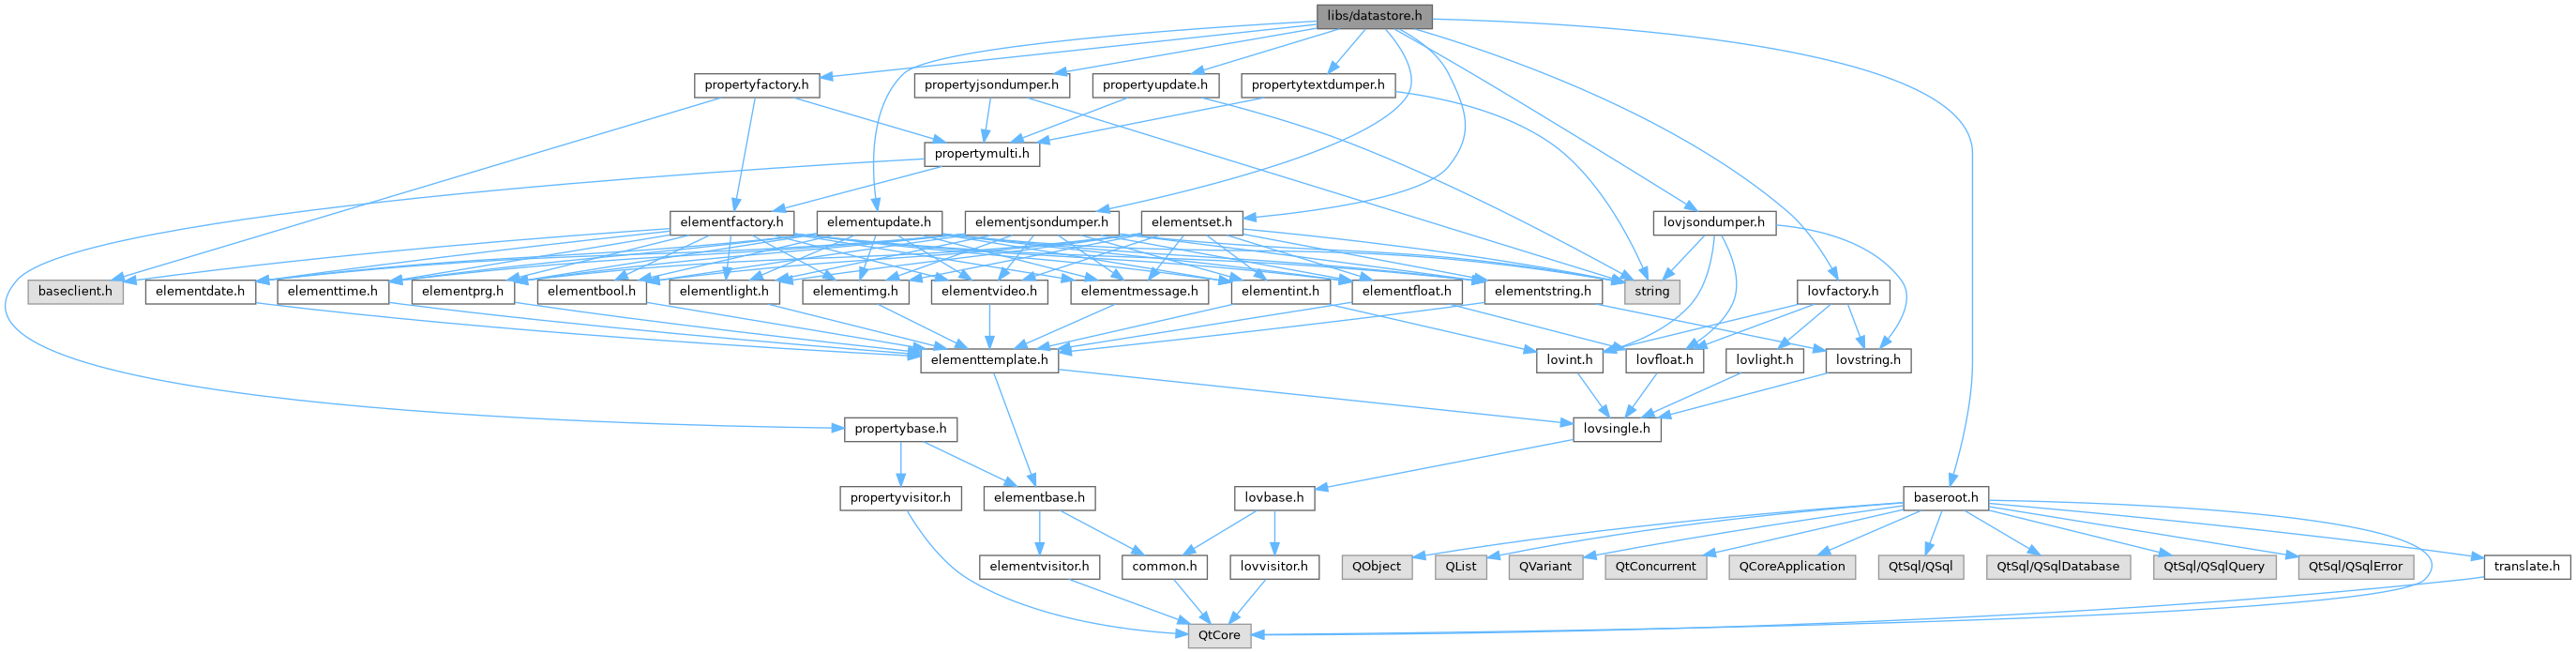 libs/datastore.h
propertyfactory.h
propertyjsondumper.h
propertyupdate.h
propertytextdumper.h
propertymulti.h
elementfactory.h
elementupdate.h
elementjsondumper.h
elementset.h
lovjsondumper.h
baseclient.h
elementdate.h
elementtime.h
elementprg.h
elementbool.h
elementlight.h
elementimg.h
elementvideo.h
elementmessage.h
elementint.h
elementfloat.h
elementstring.h
string
lovfactory.h
elementtemplate.h
lovint.h
lovfloat.h
lovlight.h
lovstring.h
propertybase.h
lovsingle.h
propertyvisitor.h
elementbase.h
lovbase.h
baseroot.h
elementvisitor.h
common.h
lovvisitor.h
QObject
QList
QVariant
QtConcurrent
QCoreApplication
QtSql/QSql
QtSql/QSqlDatabase
QtSql/QSqlQuery
QtSql/QSqlError
translate.h
QtCore